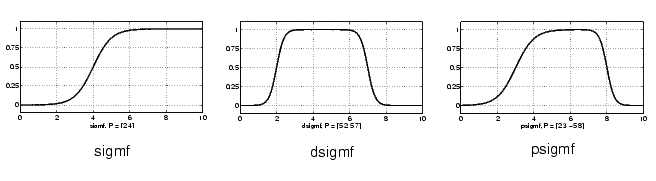 1
0.75
0.5
0.25
0
0 2 4 6 8 10
sigmf, P = [2 4]
sigmf
1
0.75
0.5
0.25
0
0 2 4 6 8 10
dsigmf, P = [5 2 5 7]
dsigmf
1
0.75
0.5
0.25
0
0 2 4 6 8 10
psigmf, P = [2 3 -5 8]
psigmf